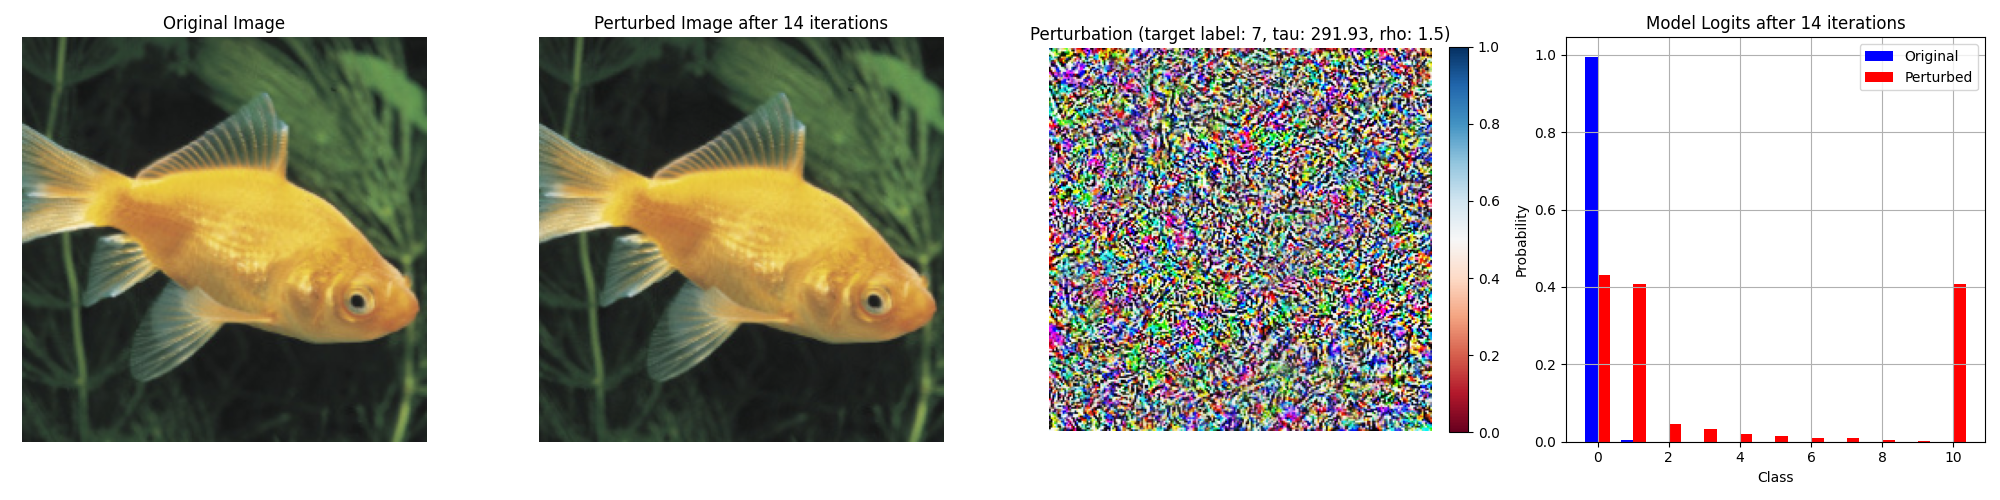 Original Image
Perturbed Image after 14 iterations
Perturbation (target label: 7, tau: 291.93, rho: 1.5)
1.0
0.8
0.6
0.4
0.2
0.0
Model Logits after 14 iterations
Original
Perturbed
Probability
1.0
0.8
0.6
0.4
0.2
0.0
0 2 4 6 8 10
Class